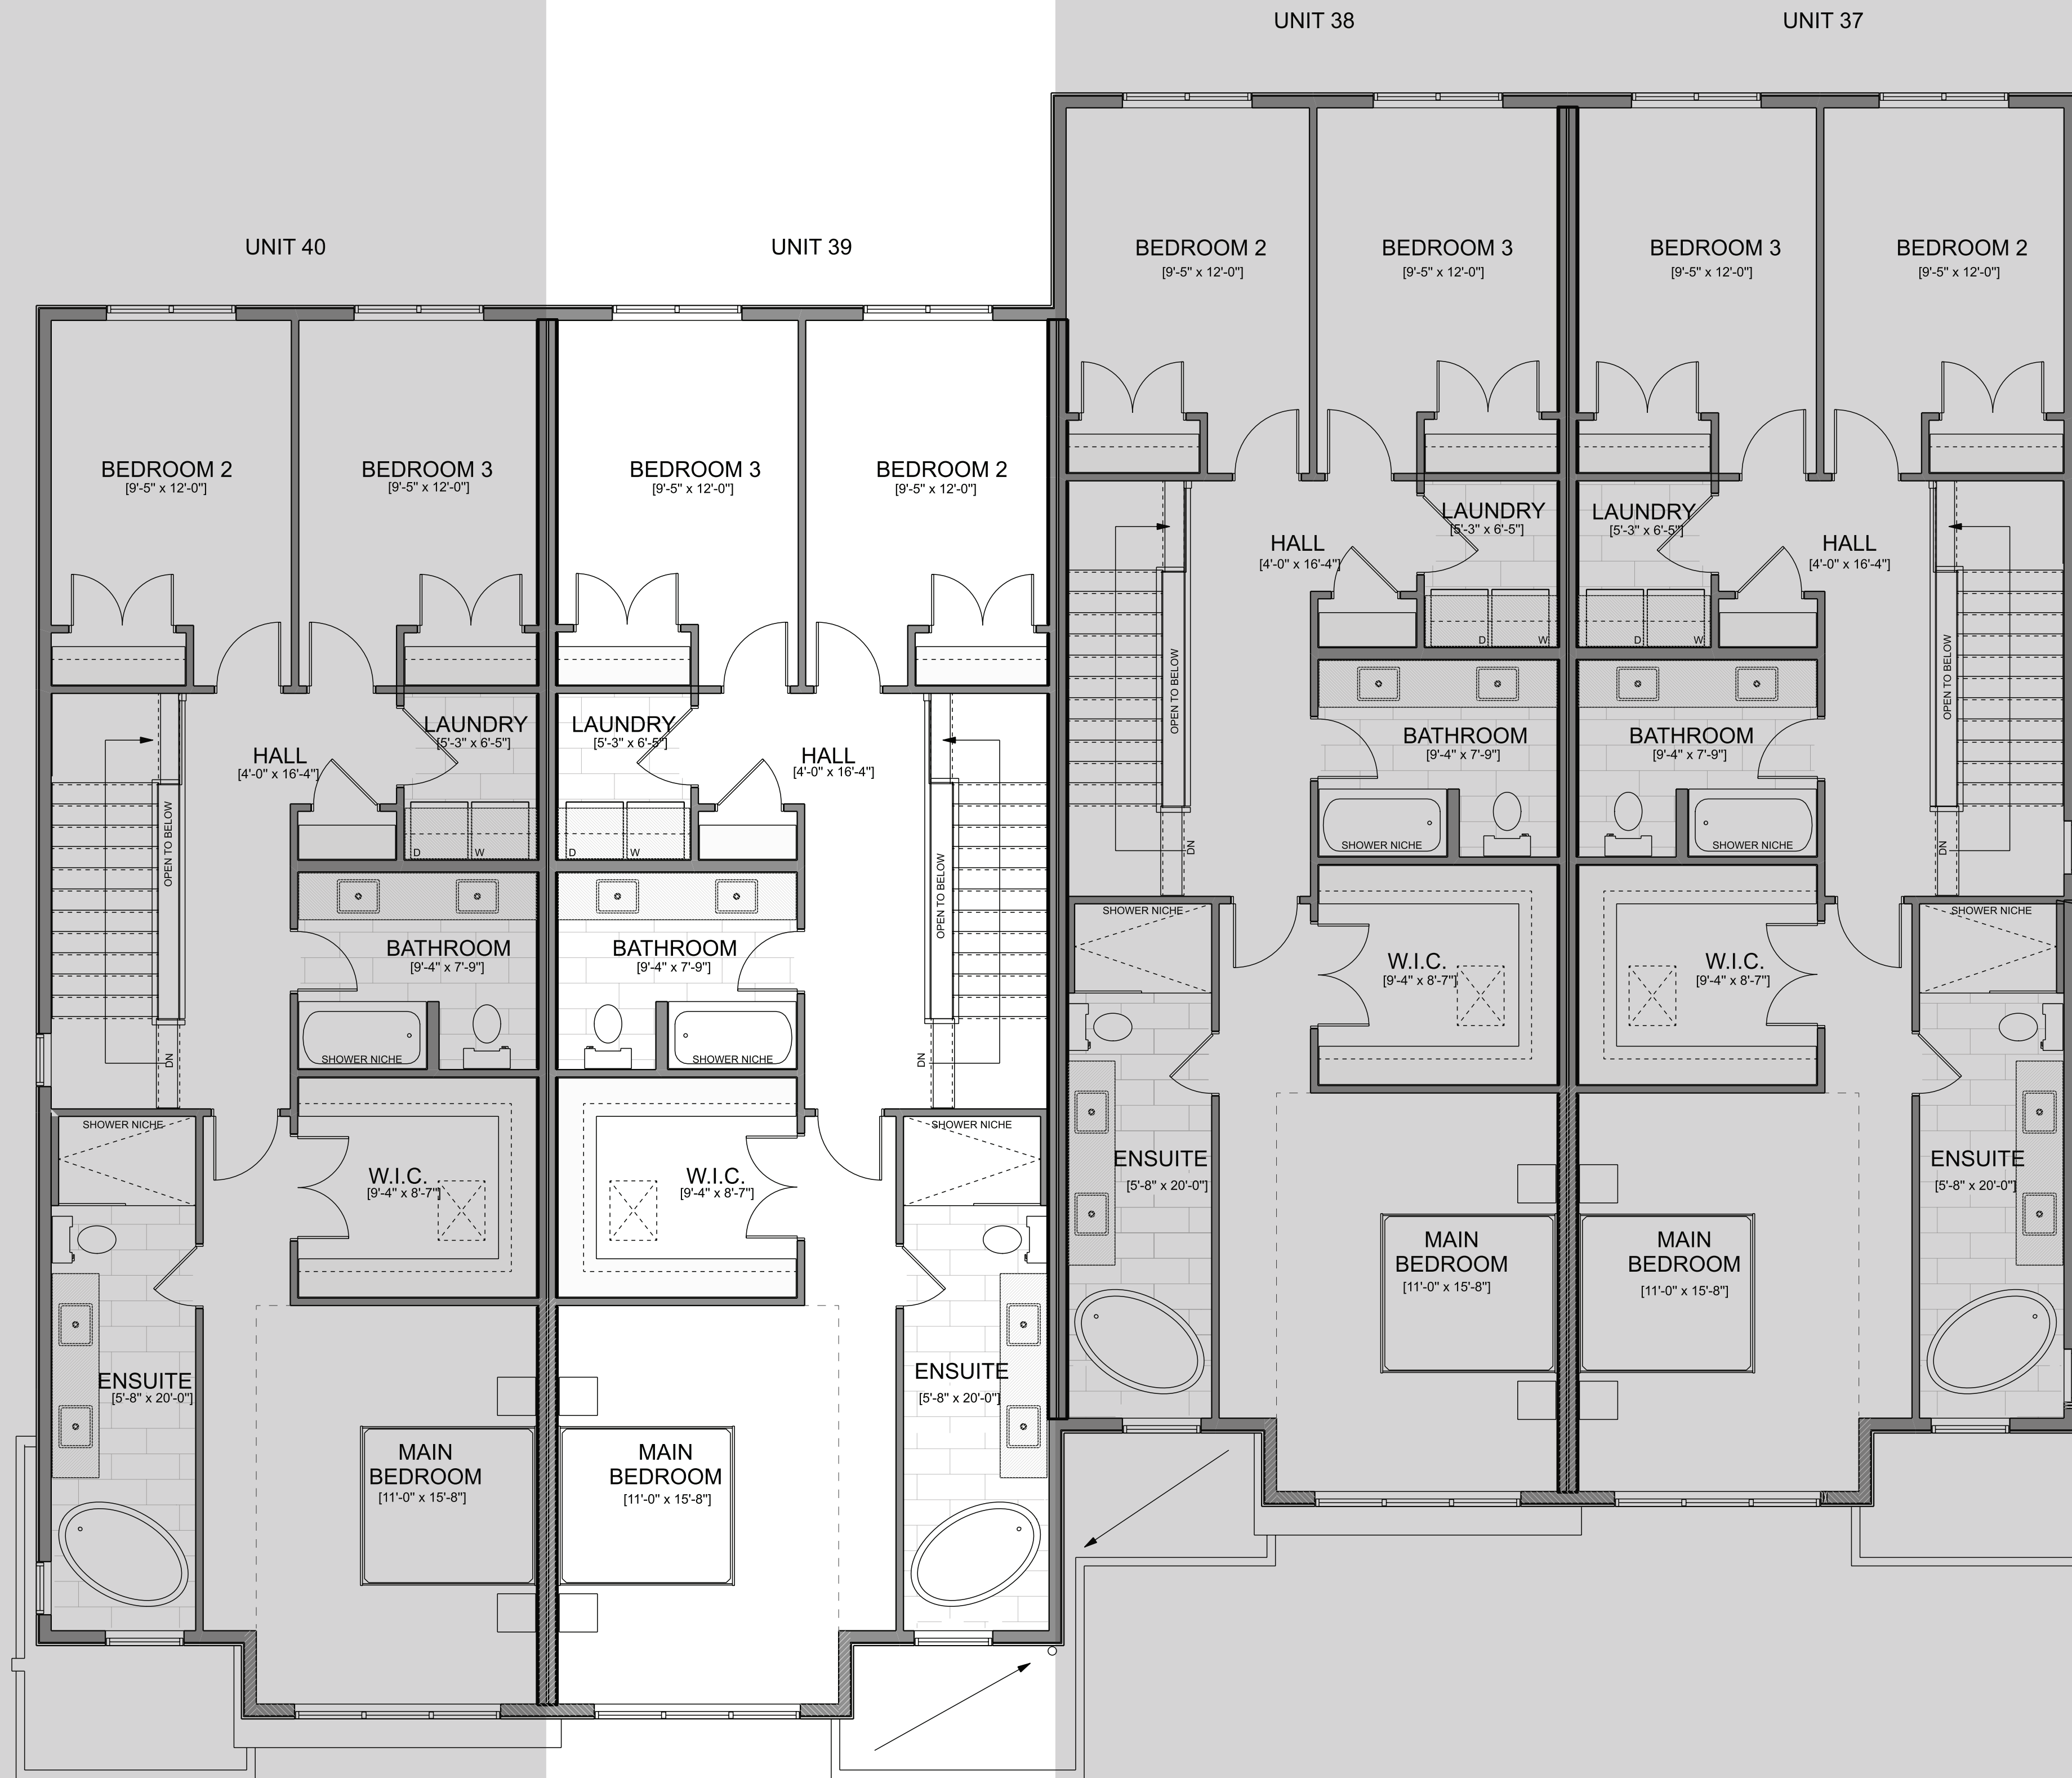 UNIT 38
UNIT 37
UNIT 40
UNIT 39
BEDROOM 2
[9'-5" x 12'-0"]
BEDROOM 3
[9'-5" x 12'-0"]
BEDROOM 3
[9'-5" x 12'-0"]
BEDROOM 2
[9'-5" x 12'-0"]
BEDROOM 2
[9'-5" x 12'-0"]
BEDROOM 3
[9'-5" x 12'-0"]
BEDROOM 3
[9'-5" x 12'-0"]
BEDROOM 2
[9'-5" x 12'-0"]
LAUNDRY
[5'-3" x 6'-5"]
LAUNDRY
[5'-3" x 6'-5"]
HALL
[4'-0" x 16'-4"]
HALL
[4'-0" x 16'-4"]
D
W
D
W
OPEN TO BELOW
OPEN TO BELOW
LAUNDRY
[5'-3" x 6'-5"]
LAUNDRY
[5'-3" x 6'-5"]
HALL
[4'-0" x 16'-4"]
HALL
[4'-0" x 16'-4"]
BATHROOM
[9'-4" x 7'-9"]
BATHROOM
[9'-4" x 7'-9"]
SHOWER NICHE
SHOWER NICHE
DN
DN
D
W
D
W
OPEN TO BELOW
OPEN TO BELOW
SHOWER NICHE
SHOWER NICHE
BATHROOM
[9'-4" x 7'-9"]
BATHROOM
[9'-4" x 7'-9"]
W.I.C.
[9'-4" x 8'-7"]
W.I.C.
[9'-4" x 8'-7"]
DN
SHOWER NICHE
SHOWER NICHE
DN
SHOWER NICHE
SHOWER NICHE
ENSUITE
[5'-8" x 20'-0"]
ENSUITE
[5'-8" x 20'-0"]
W.I.C.
[9'-4" x 8'-7"]
W.I.C.
[9'-4" x 8'-7"]
MAIN
BEDROOM
[11'-0" x 15'-8"]
MAIN
BEDROOM
[11'-0" x 15'-8"]
ENSUITE
[5'-8" x 20'-0"]
ENSUITE
[5'-8" x 20'-0"]
MAIN
BEDROOM
[11'-0" x 15'-8"]
MAIN
BEDROOM
[11'-0" x 15'-8"]